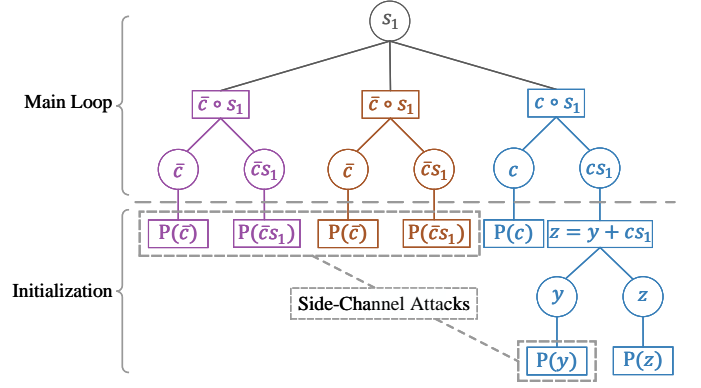 s₁
Main Loop
c̄ ∘ s₁ c̄ ∘ s₁ c ∘ s₁
c̄ c̄s₁ c̄ c̄s₁ c cs₁
P(c̄) P(c̄s₁) P(c̄) P(c̄s₁) P(c) z = y + cs₁
Initialization
y z
Side-Channel Attacks
P(y) P(z)